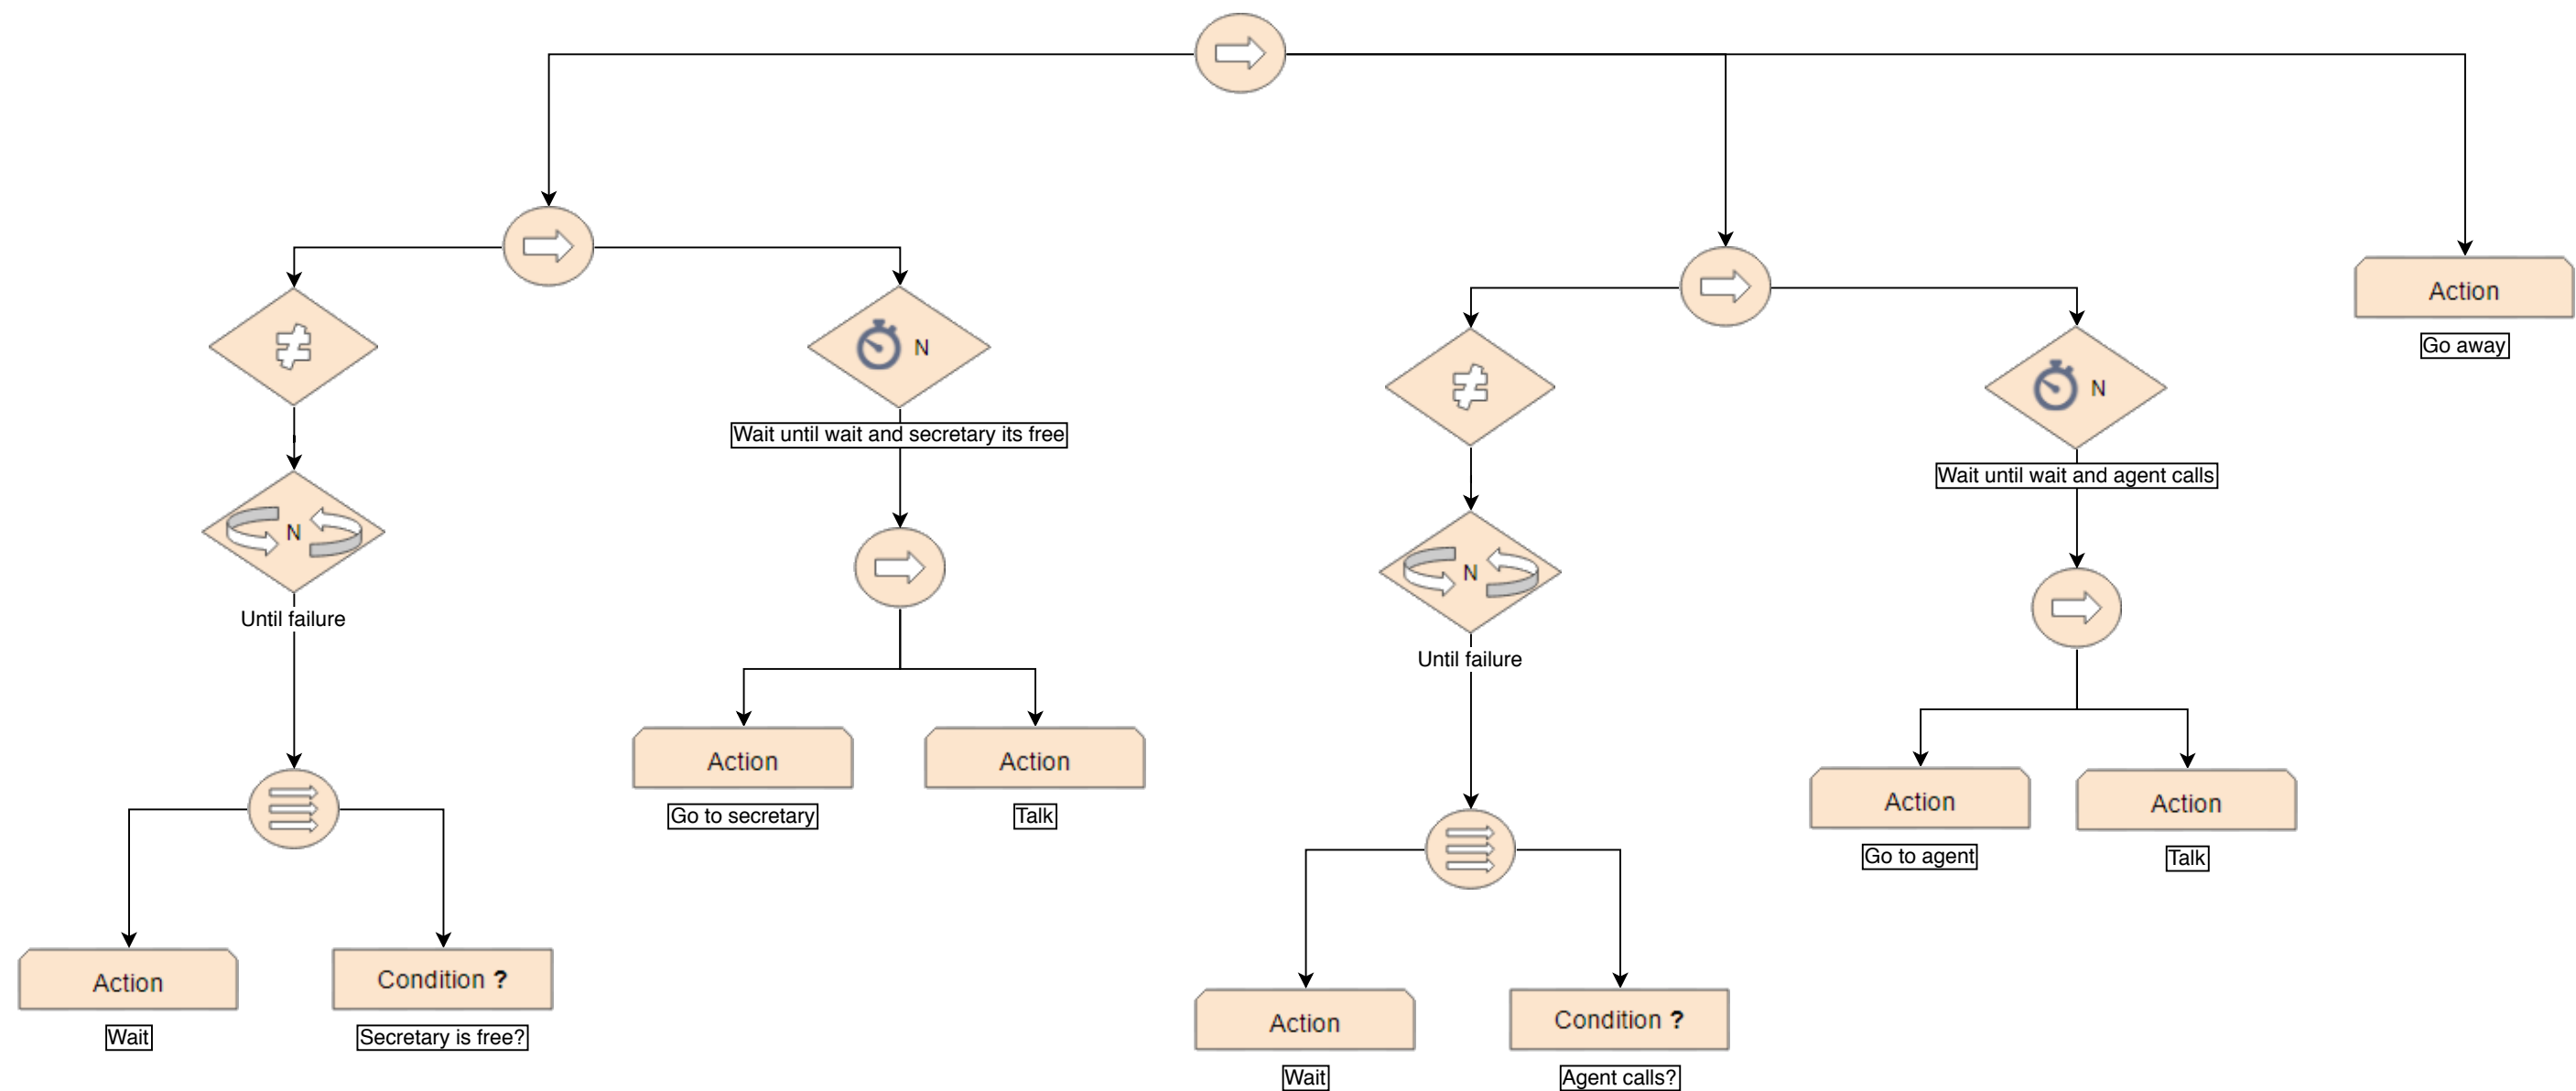 Action
Go away
N
N
Wait until wait and secretary its free
Wait until wait and agent calls
N
N
Until failure
Until failure
Action
Action
Go to secretary
Talk
Action
Action
Go to agent
Talk
Action
Condition ?
Wait
Secretary is free?
Action
Condition ?
Wait
Agent calls?